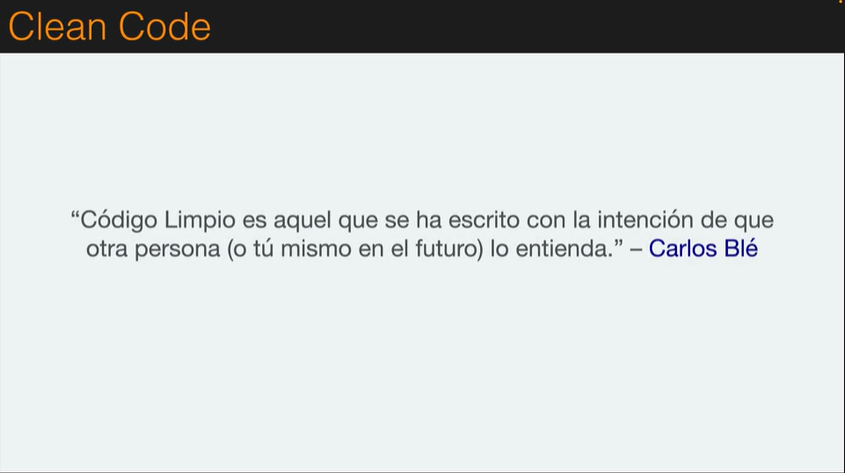 Clean Code
“Código Limpio es aquel que se ha escrito con la intención de que
otra persona (o tú mismo en el futuro) lo entienda.” – Carlos Blé